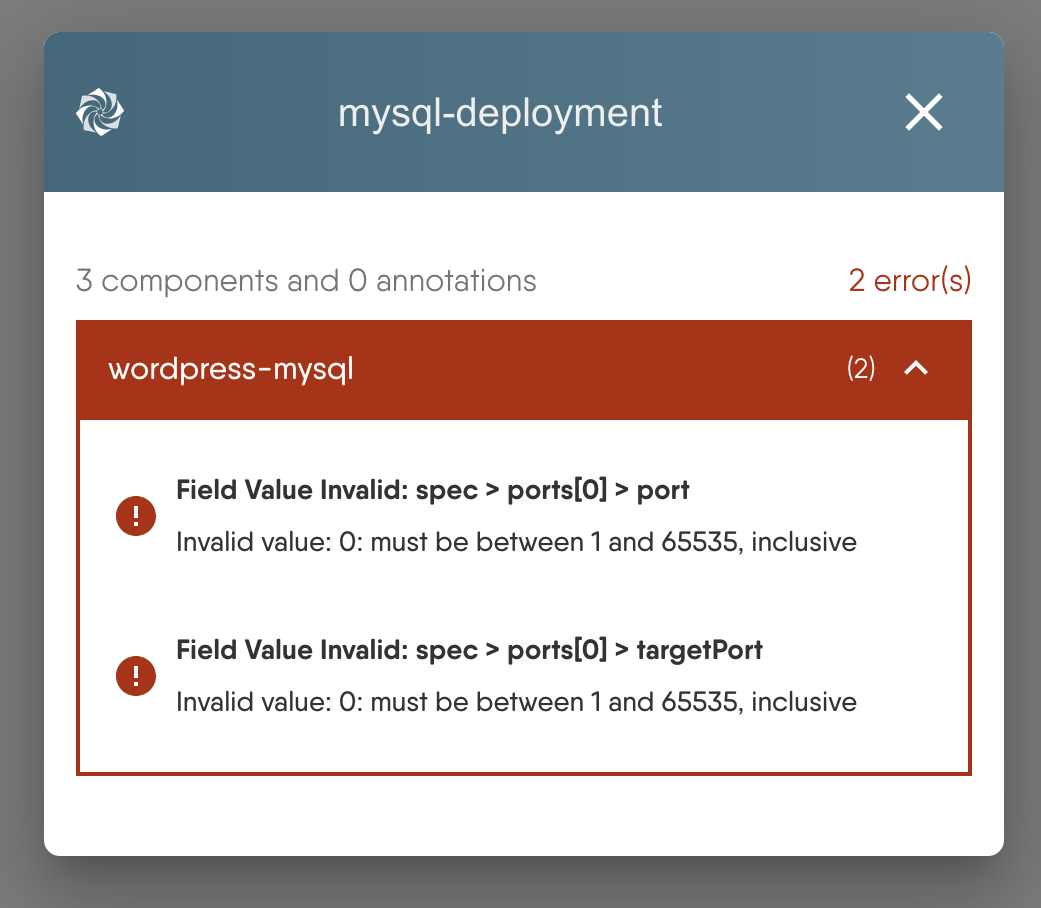 mysql-deployment
3 components and 0 annotations 2 error(s)
wordpress-mysql (2)
Field Value Invalid: spec > ports[0] > port
Invalid value: 0: must be between 1 and 65535, inclusive
Field Value Invalid: spec > ports[0] > targetPort
Invalid value: 0: must be between 1 and 65535, inclusive